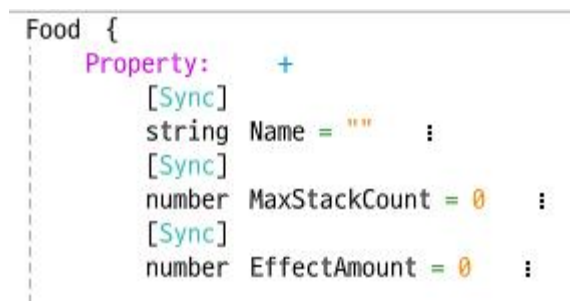 Food {
Property: +
[Sync]
string Name = "" ⋮
[Sync]
number MaxStackCount = 0 ⋮
[Sync]
number EffectAmount = 0 ⋮